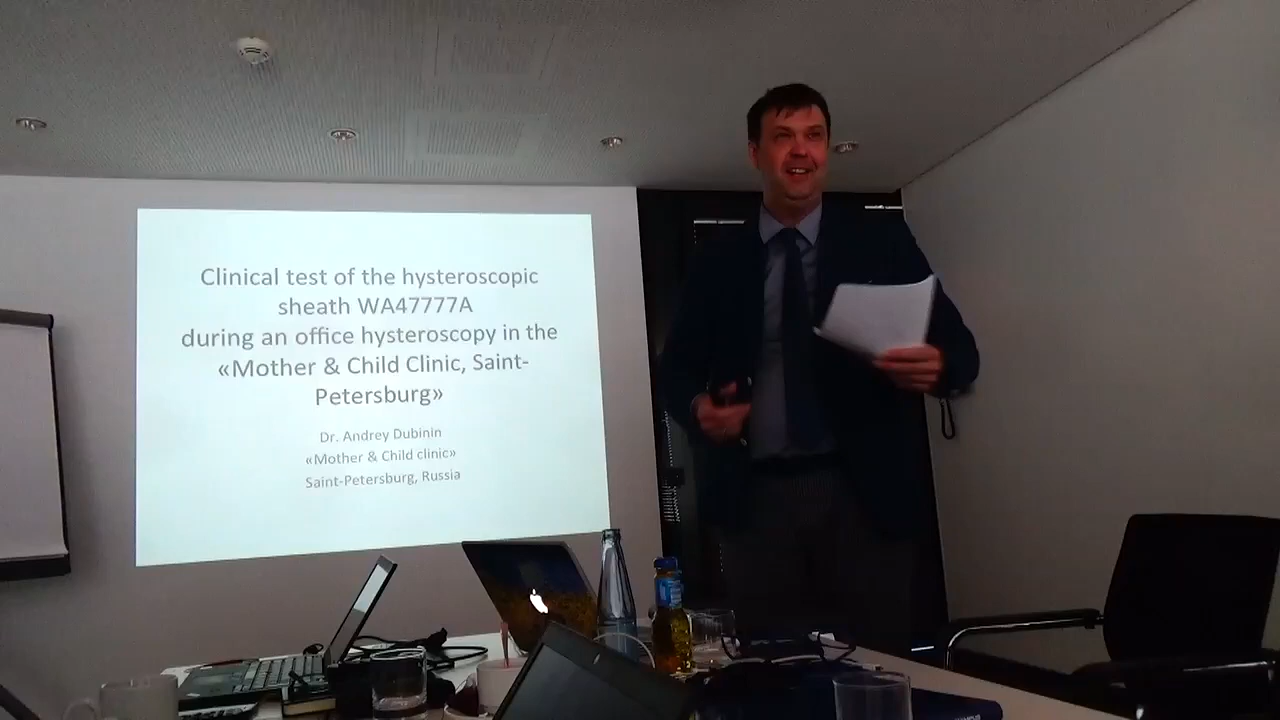 Clinical test of the hysteroscopic
sheath WA47777A
during an office hysteroscopy in the
«Mother & Child Clinic, Saint-
Petersburg»
Dr. Andrey Dubinin
«Mother & Child clinic»
Saint-Petersburg, Russia